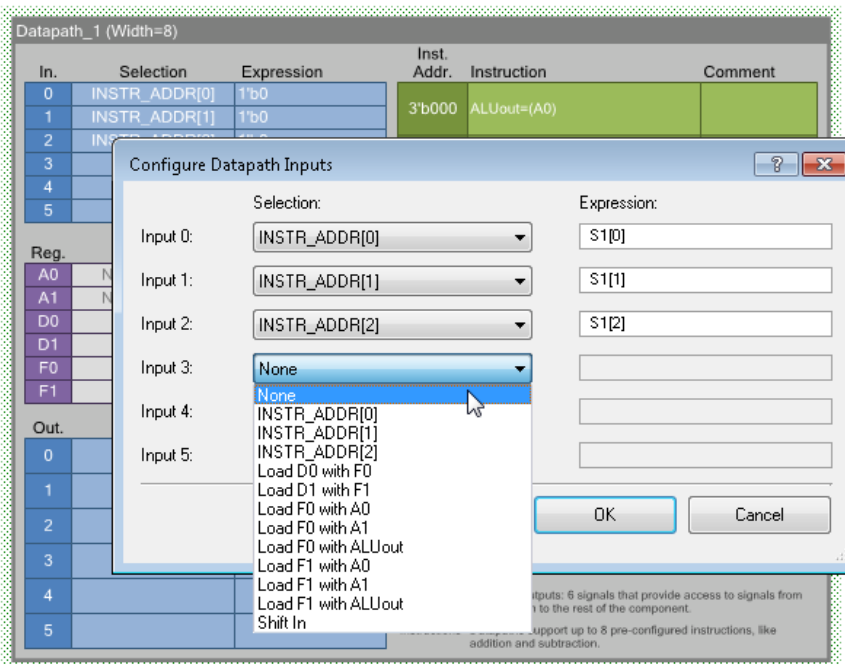 Datapath_1 (Width=8)
In. Selection Expression Inst. Addr. Instruction Comment
0 INSTR_ADDR[0] 1'b0
3'b000 ALUout=(A0)
1 INSTR_ADDR[1] 1'b0
2
3
4
5
Configure Datapath Inputs
Selection: Expression:
Input 0: INSTR_ADDR[0] S1[0]
Input 1: INSTR_ADDR[1] S1[1]
Input 2: INSTR_ADDR[2] S1[2]
Input 3: None
Input 4:
Input 5:
None
INSTR_ADDR[0]
INSTR_ADDR[1]
INSTR_ADDR[2]
Load D0 with F0
Load D1 with F1
Load F0 with A0
Load F0 with A1
Load F0 with ALUout
Load F1 with A0
Load F1 with A1
Load F1 with ALUout
Shift In
OK Cancel
Reg.
A0 N
A1 N
D0
D1
F0
F1
Out.
0
1
2
3
4
5
6 signals that provide access to signals from
to the rest of the component.
support up to 8 pre-configured instructions, like
addition and subtraction.